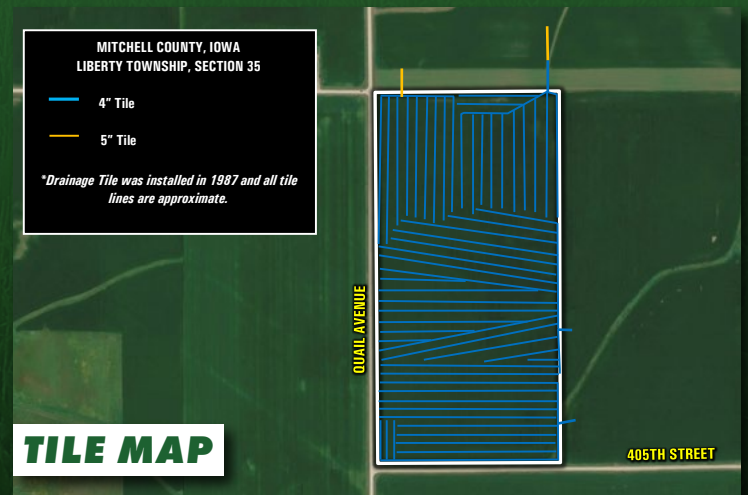 MITCHELL COUNTY, IOWA
LIBERTY TOWNSHIP, SECTION 35
4” Tile
5” Tile
*Drainage Tile was installed in 1987 and all tile
lines are approximate.
QUAIL AVENUE
405TH STREET
TILE MAP